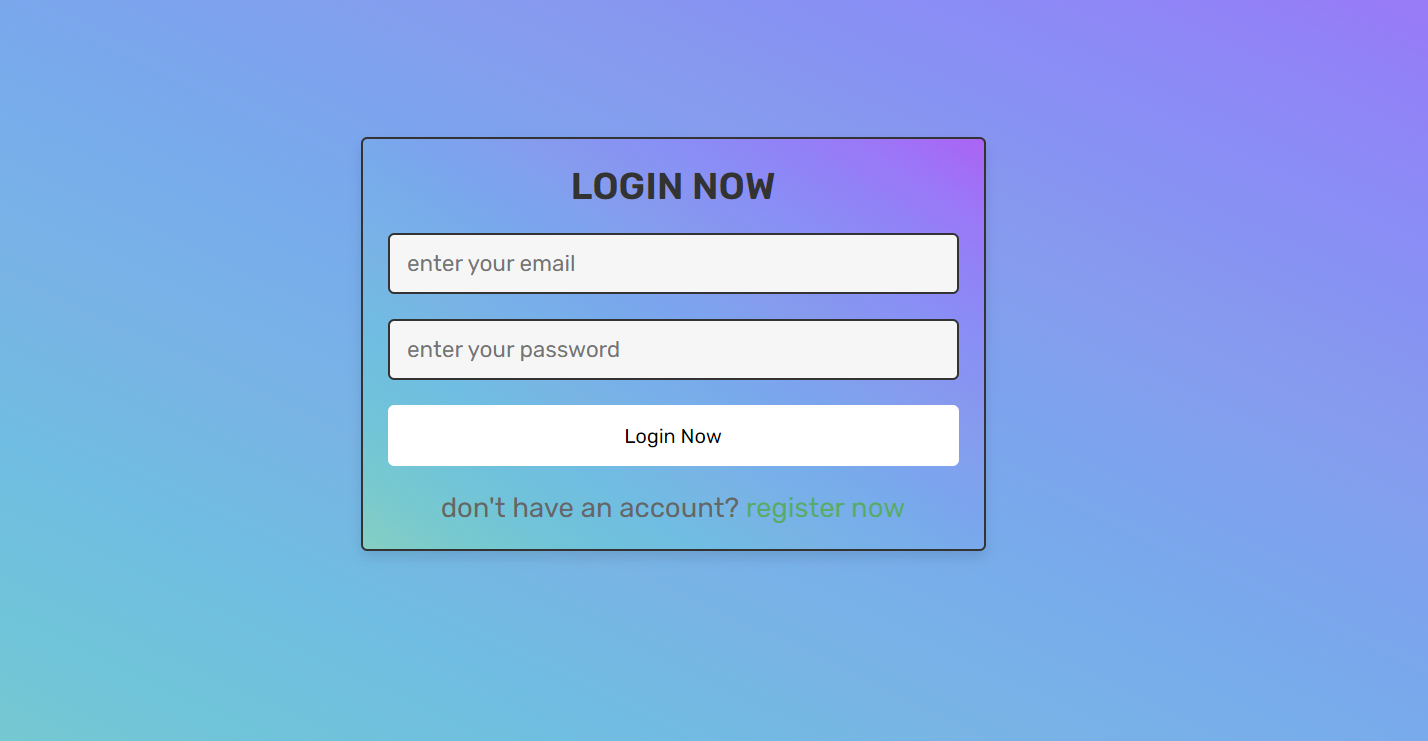 LOGIN NOW
enter your email
enter your password
Login Now
don't have an account? register now